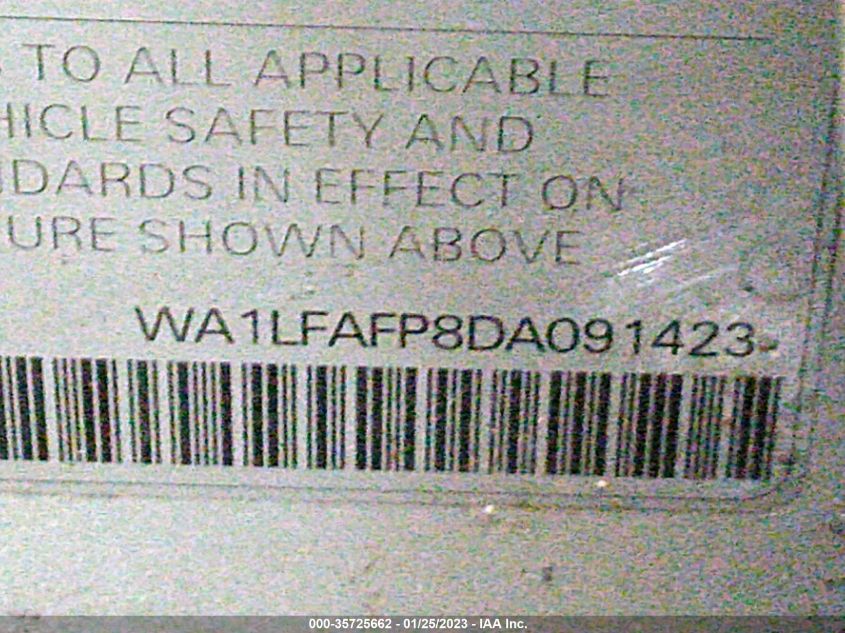 TO ALL APPLICABLE
HICLE SAFETY AND
DARDS IN EFFECT ON
URE SHOWN ABOVE
WA1LFAFP8DA091423
000-35725662 - 01/25/2023 - IAA Inc.